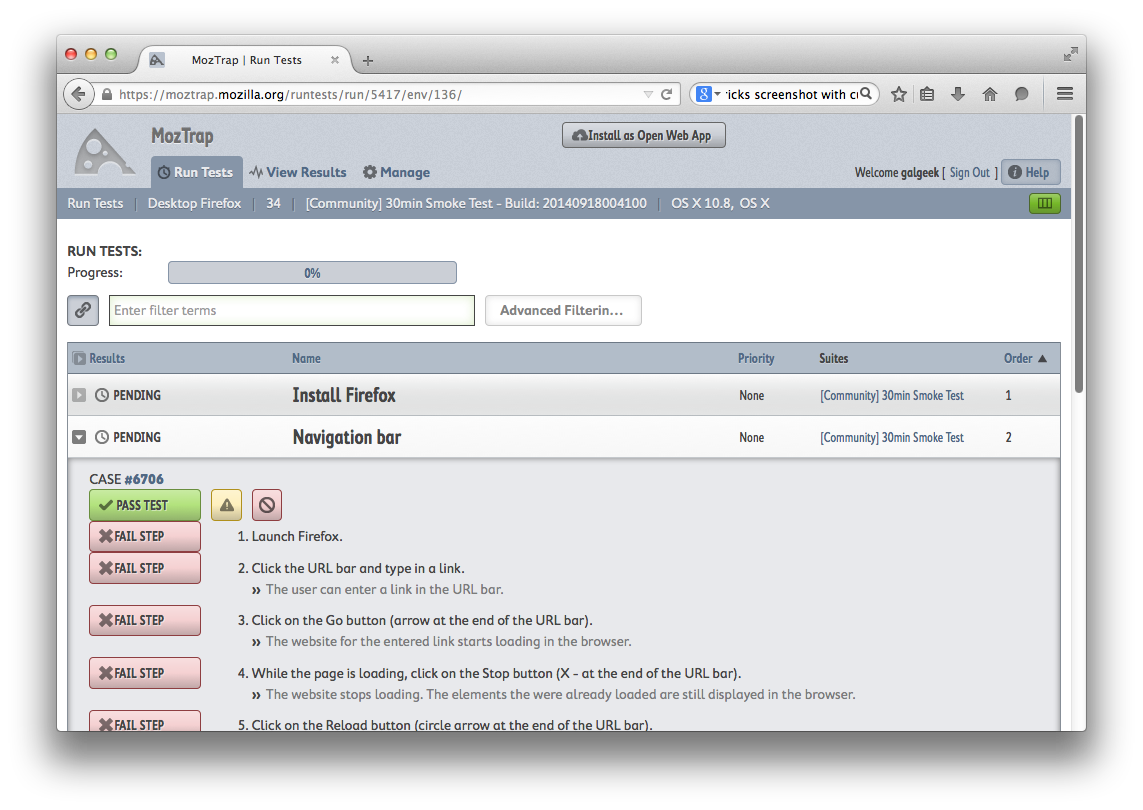 MozTrap | Run Tests
https://moztrap.mozilla.org/runtests/run/5417/env/136/
ricks screenshot with
MozTrap
Install as Open Web App
Run Tests View Results Manage
Welcome galgeek [ Sign Out ] Help
Run Tests | Desktop Firefox | 34 | [Community] 30min Smoke Test - Build: 20140918004100 | OS X 10.8, OS X
RUN TESTS:
Progress: 0%
Enter filter terms Advanced Filterin...
Results Name Priority Suites Order
PENDING Install Firefox None [Community] 30min Smoke Test 1
PENDING Navigation bar None [Community] 30min Smoke Test 2
CASE #6706
PASS TEST
FAIL STEP 1. Launch Firefox.
FAIL STEP 2. Click the URL bar and type in a link.
» The user can enter a link in the URL bar.
FAIL STEP 3. Click on the Go button (arrow at the end of the URL bar).
» The website for the entered link starts loading in the browser.
FAIL STEP 4. While the page is loading, click on the Stop button (X - at the end of the URL bar).
» The website stops loading. The elements the were already loaded are still displayed in the browser.
FAIL STEP 5. Click on the Reload button (circle arrow at the end of the URL bar).